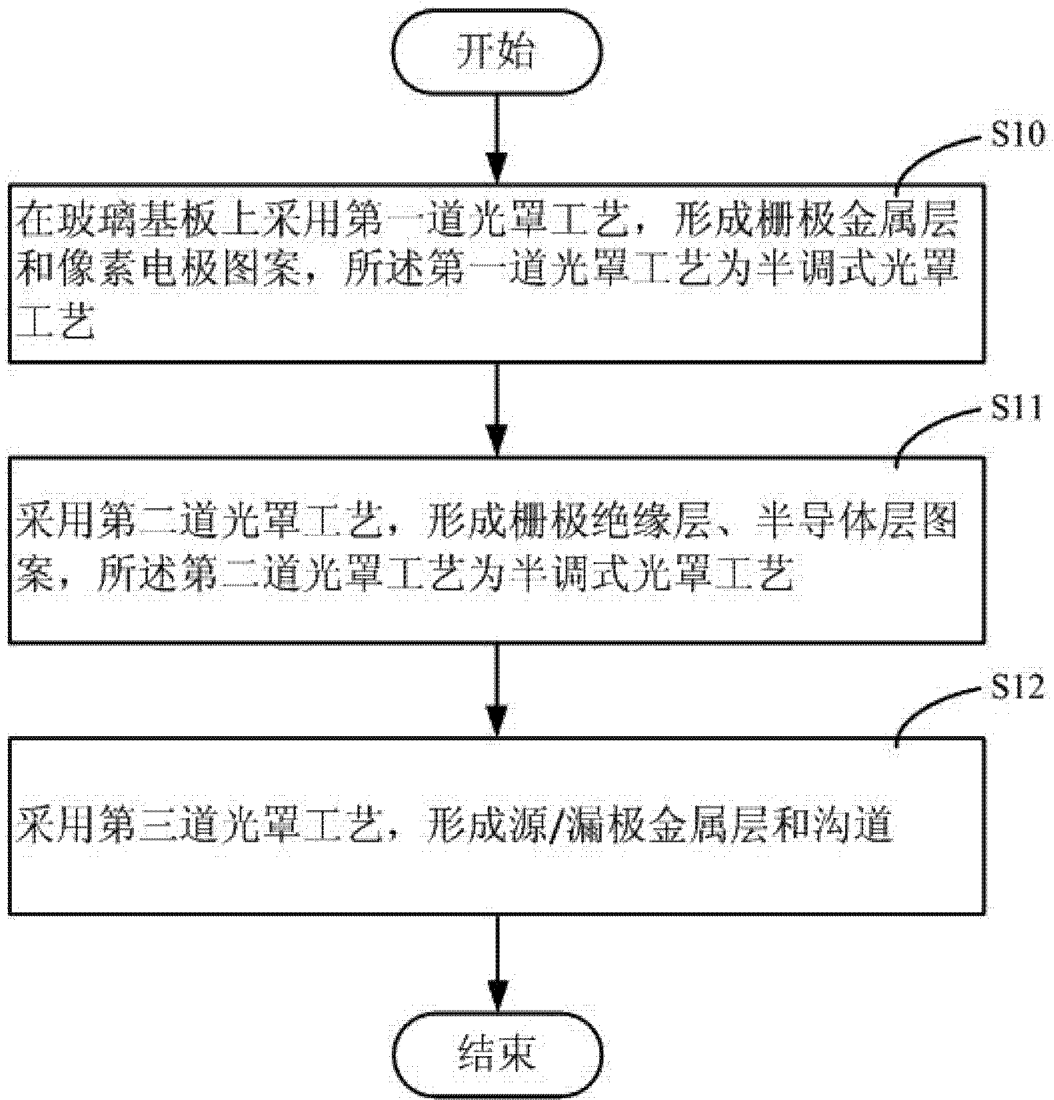 开始
S10
在玻璃基板上采用第一道光罩工艺，形成栅极金属层
和像素电极图案，所述第一道光罩工艺为半调式光罩
工艺
S11
采用第二道光罩工艺，形成栅极绝缘层、半导体层图
案，所述第二道光罩工艺为半调式光罩工艺
S12
采用第三道光罩工艺，形成源/漏极金属层和沟道
结束